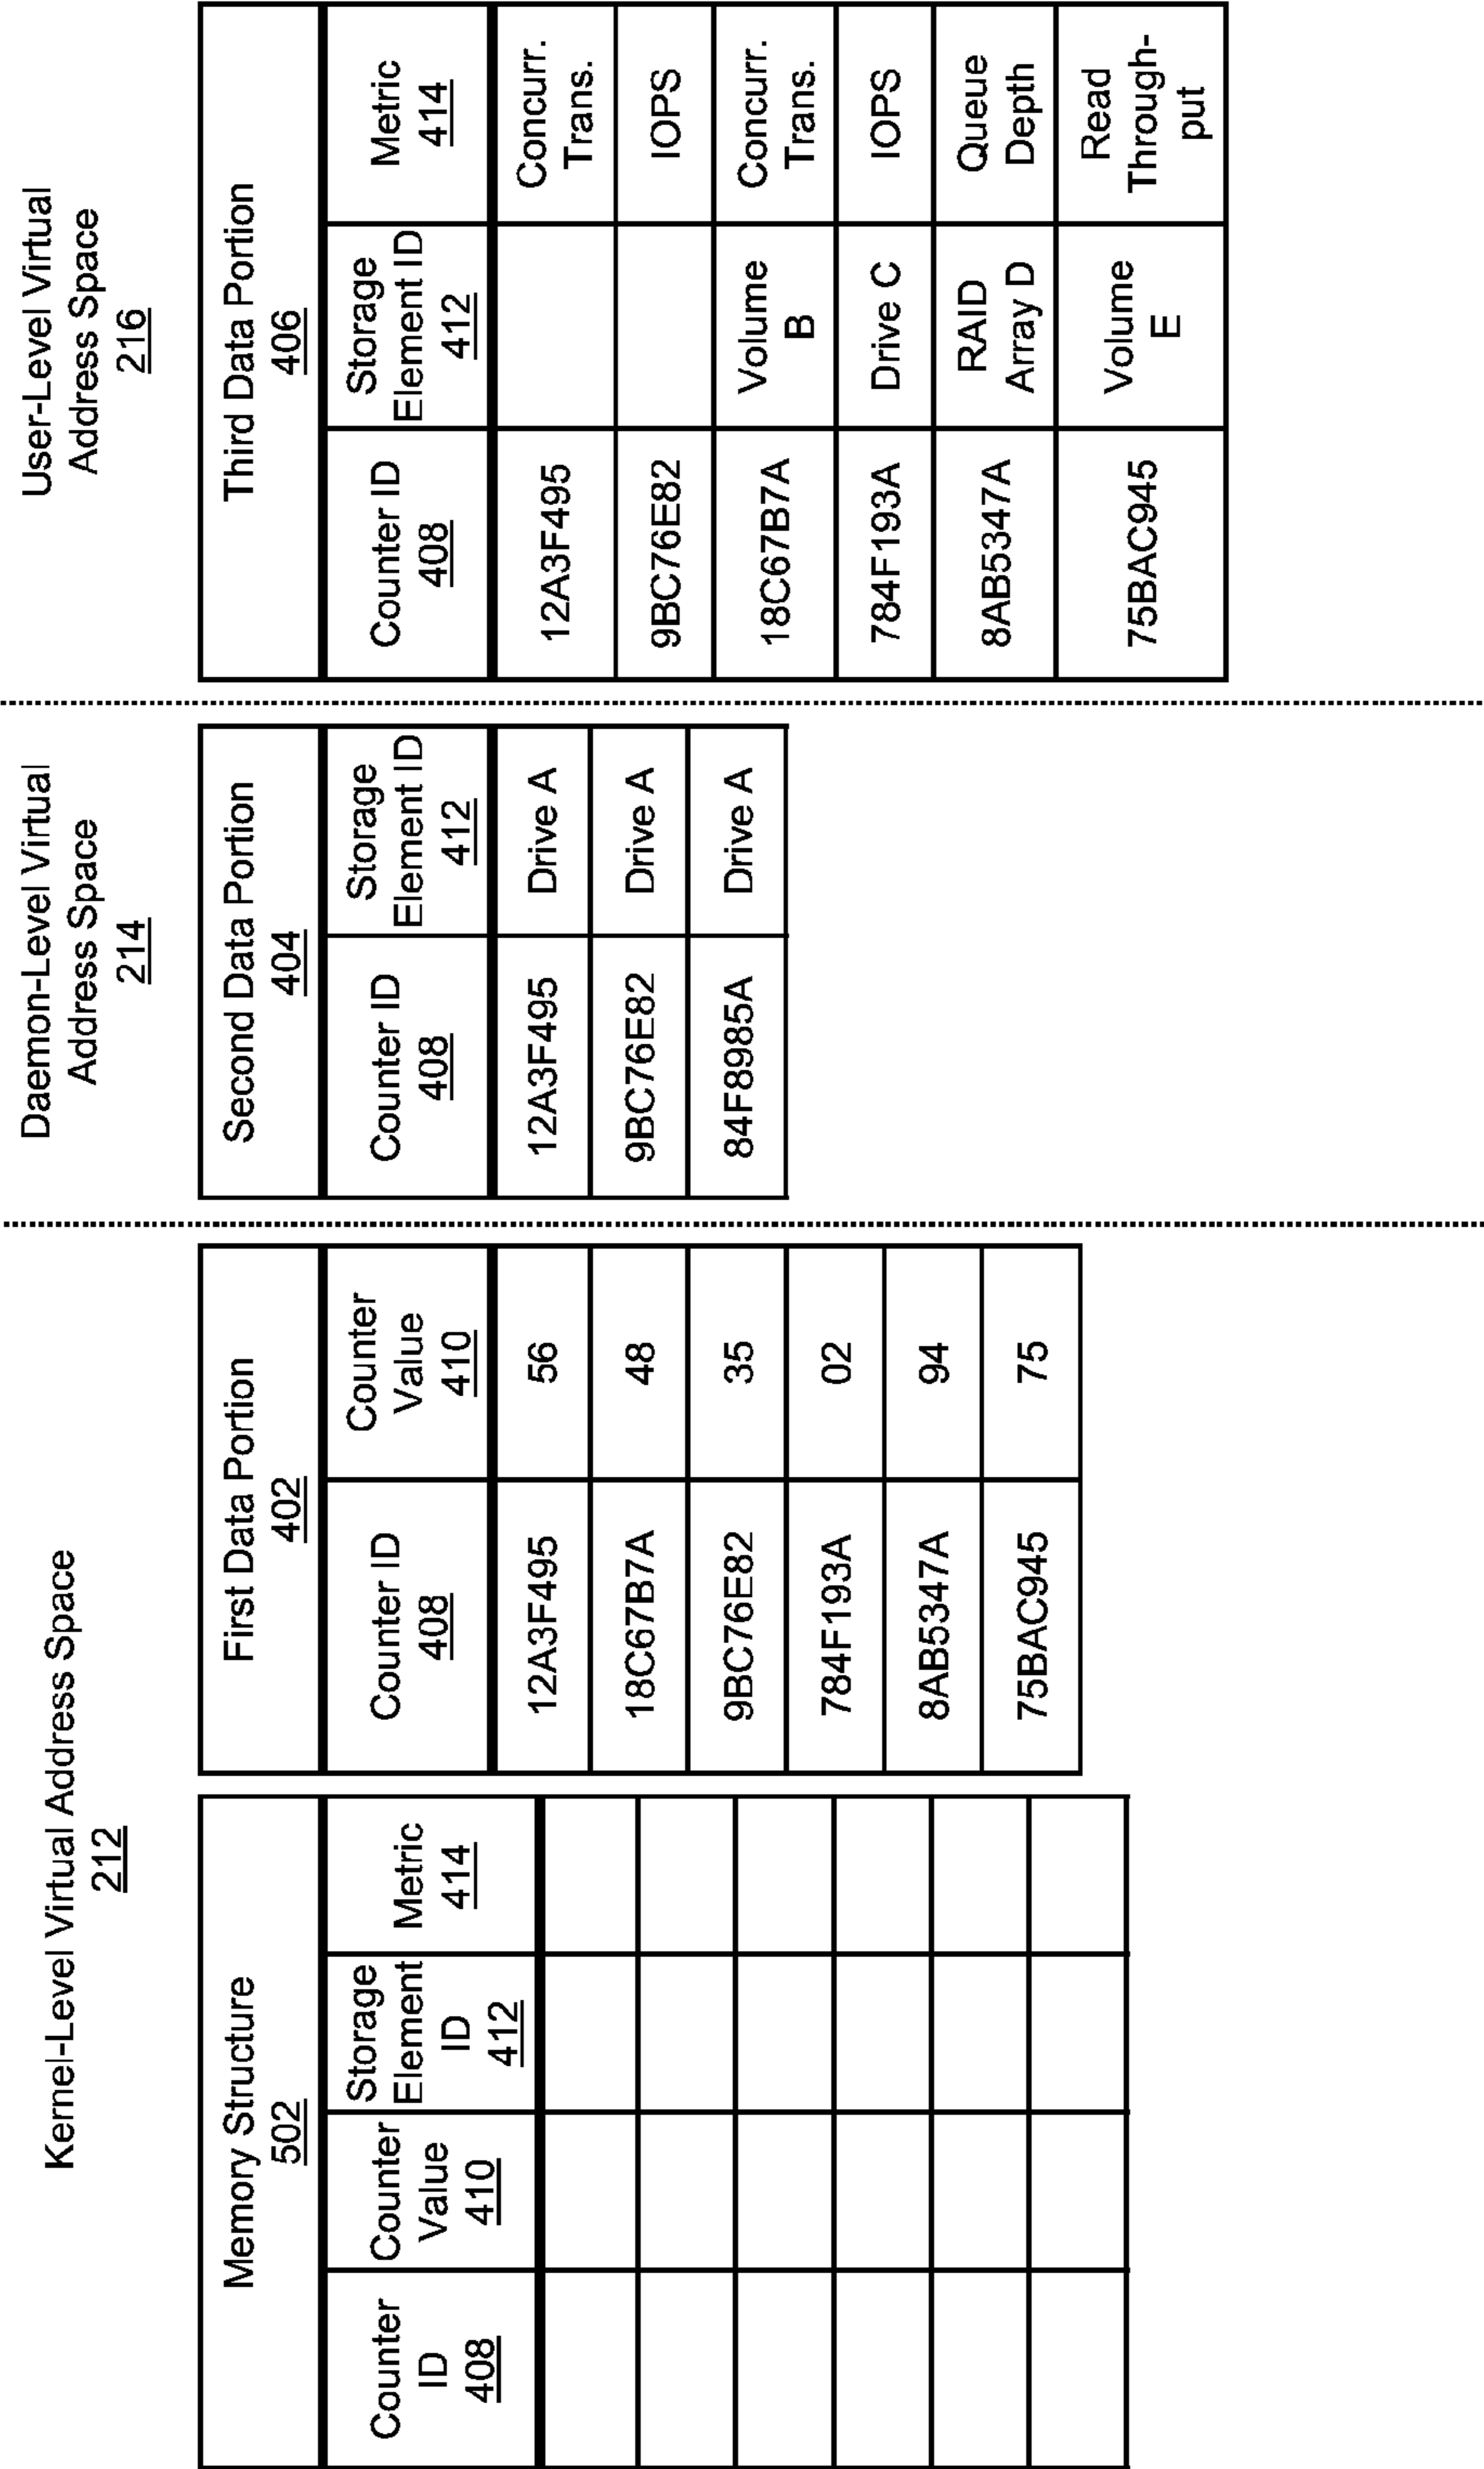 Kernel-Level Virtual Address Space
212
Memory Structure
502
Counter
ID
408
Counter
Value
410
Storage
Element
ID
412
Metric
414
First Data Portion
402
Counter ID
408
Counter
Value
410
12A3F495
56
18C67B7A
48
9BC76E82
35
784F193A
02
8AB5347A
94
75BAC945
75
Daemon-Level Virtual
Address Space
214
Second Data Portion
404
Counter ID
408
Storage
Element ID
412
12A3F495
Drive A
9BC76E82
Drive A
84F8985A
Drive A
User-Level Virtual
Address Space
216
Third Data Portion
406
Counter ID
408
Storage
Element ID
412
Metric
414
12A3F495
Concurr.
Trans.
9BC76E82
IOPS
18C67B7A
Volume
B
Concurr.
Trans.
784F193A
Drive C
IOPS
8AB5347A
RAID
Array D
Queue
Depth
75BAC945
Volume
E
Read
Through-
put